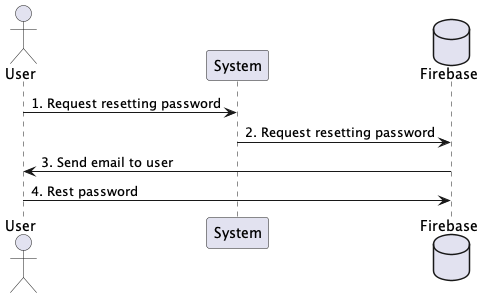 User
System
Firebase
1. Request resetting password
2. Request resetting password
3. Send email to user
4. Rest password
User
System
Firebase